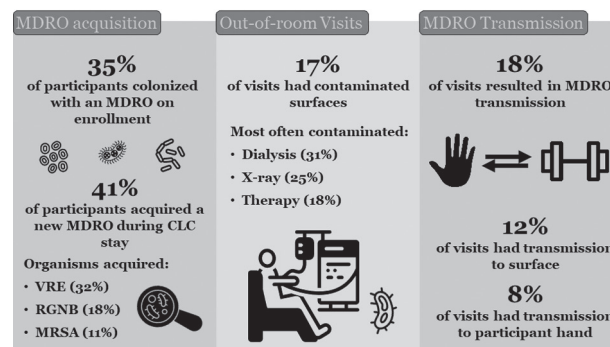 MDRO acquisition
35%
of participants colonized
with an MDRO on
enrollment
41%
of participants acquired a
new MDRO during CLC
stay
Organisms acquired:
• VRE (32%)
• RGNB (18%)
• MRSA (11%)
Out-of-room Visits
17%
of visits had contaminated
surfaces
Most often contaminated:
• Dialysis (31%)
• X-ray (25%)
• Therapy (18%)
MDRO Transmission
18%
of visits resulted in MDRO
transmission
12%
of visits had transmission
to surface
8%
of visits had transmission
to participant hand